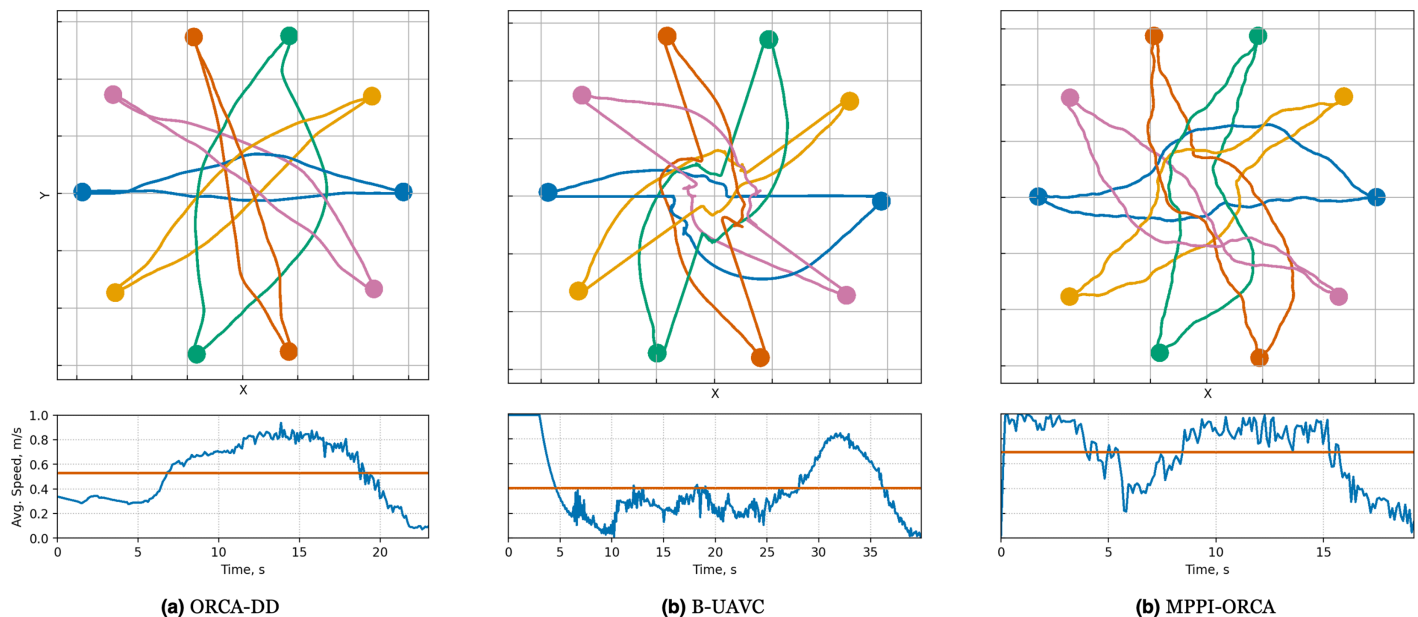 Y
X
X
X
Avg. Speed, m/s
1.0
0.8
0.6
0.4
0.2
0.0
0 5 10 15 20
Time, s
0 5 10 15 20 25 30 35
Time, s
0 5 10 15
Time, s
(a) ORCA-DD
(b) B-UAVC
(b) MPPI-ORCA